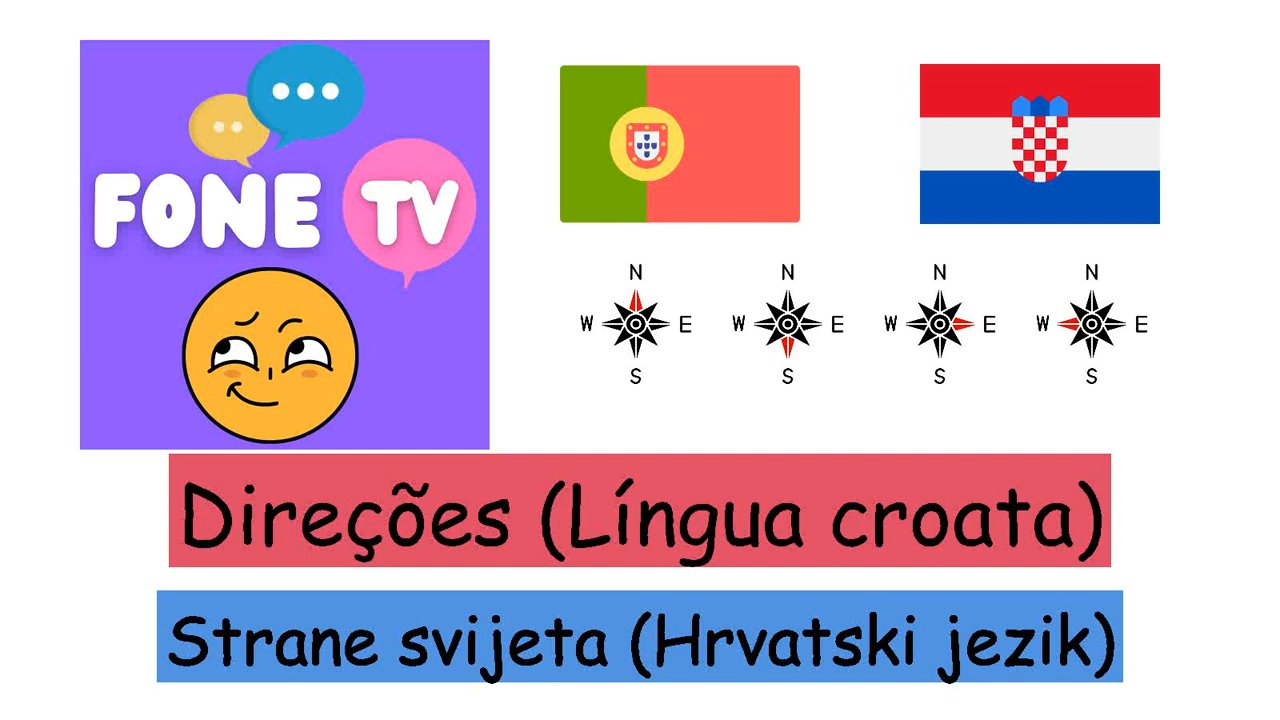 FONE TV
N N N N
W E W E W E W E
S S S S
Direções (Língua croata)
Strane svijeta (Hrvatski jezik)